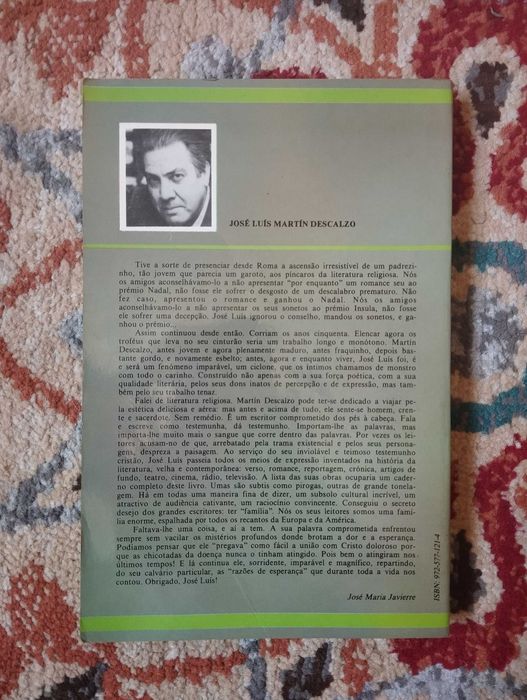 JOSÉ LUÍS MARTÍN DESCALZO
Tive a sorte de presenciar desde Roma a ascensão irresistível de um padrezi-
nho, tão jovem que parecia um garoto, aos píncaros da literatura religiosa. Nós
os amigos aconselhávamo-lo a não apresentar "por enquanto" um romance seu ao
prémio Nadal, não fosse ele sofrer o desgosto de um descalabro prematuro. Não
fez caso, apresentou o romance e ganhou o Nadal. Nós os amigos
aconselhávamo-lo a não apresentar os seus sonetos ao prémio Insula, não fosse
ele sofrer uma decepção. José Luís ignorou o conselho, mandou os sonetos, e ga-
nhou o prémio...
Assim continuou desde então. Corriam os anos cinquenta. Elencar agora os
troféus que leva no seu cinturão seria um trabalho longo e monótono. Martín
Descalzo, antes jovem e agora plenamente maduro, antes fraquinho, depois bas-
tante gordo, e novamente esbelto; antes, agora e enquanto viver, José Luís foi, é
e será um fenómeno imparável, um ciclone, que os íntimos chamamos de monstro
com todo o carinho. Construído não apenas com a sua força poética, com a sua
qualidade literária, pelos seus dons inatos de percepção e de expressão, mas tam-
bém pelo seu trabalho tenaz.
Falei de literatura religiosa. Martín Descalzo pode ter-se dedicado a viajar pe-
la estética deliciosa e aérea: mas antes e acima de tudo, ele sente-se homem, cren-
te e sacerdote. Sem remédio. É um escritor comprometido dos pés à cabeça. Fala
e escreve como testemunha, dá testemunho. Importam-lhe as palavras, mas
importa-lhe muito mais o sangue que corre dentro das palavras. Por vezes os lei-
tores acusam-no de que, arrebatado pela trama existencial e pelos seus persona-
gens, despreza a paisagem. Ao serviço do seu inviolável e teimoso testemunho
cristão, José Luís passeia todos os meios de expressão inventados na história da
literatura, velha e contemporânea: verso, romance, reportagem, crónica, artigos de
fundo, teatro, cinema, rádio, televisão. A lista das suas obras ocuparia um cader-
no completo deste livro. Umas são subtis como pirogas, outras de grande tonela-
gem. Há em todas uma maneira fina de dizer, um subsolo cultural incrível, um
atractivo de audiência cativante, um raciocínio convincente. Conseguiu o secreto
desejo dos grandes escritores: ter "família". Nós os seus leitores somos uma famí-
lia enorme, espalhada por todos os recantos da Europa e da América.
Faltava-lhe uma coisa, e aí a tem. A sua palavra comprometida enfrentou
sempre sem vacilar os mistérios profundos donde brotam a dor e a esperança.
Podíamos pensar que ele "pregava" como fácil a união com Cristo doloroso por-
que as chicotadas da doença nunca o tinham atingido. Pois bem o atingiram nos
últimos tempos! E lá continua ele, sorridente, imparável e magnífico, repartindo,
do seu calvário particular, as "razões de esperança" que durante toda a vida nos
contou. Obrigado, José Luís!
José Maria Javierre
ISBN: 972-577-121-4